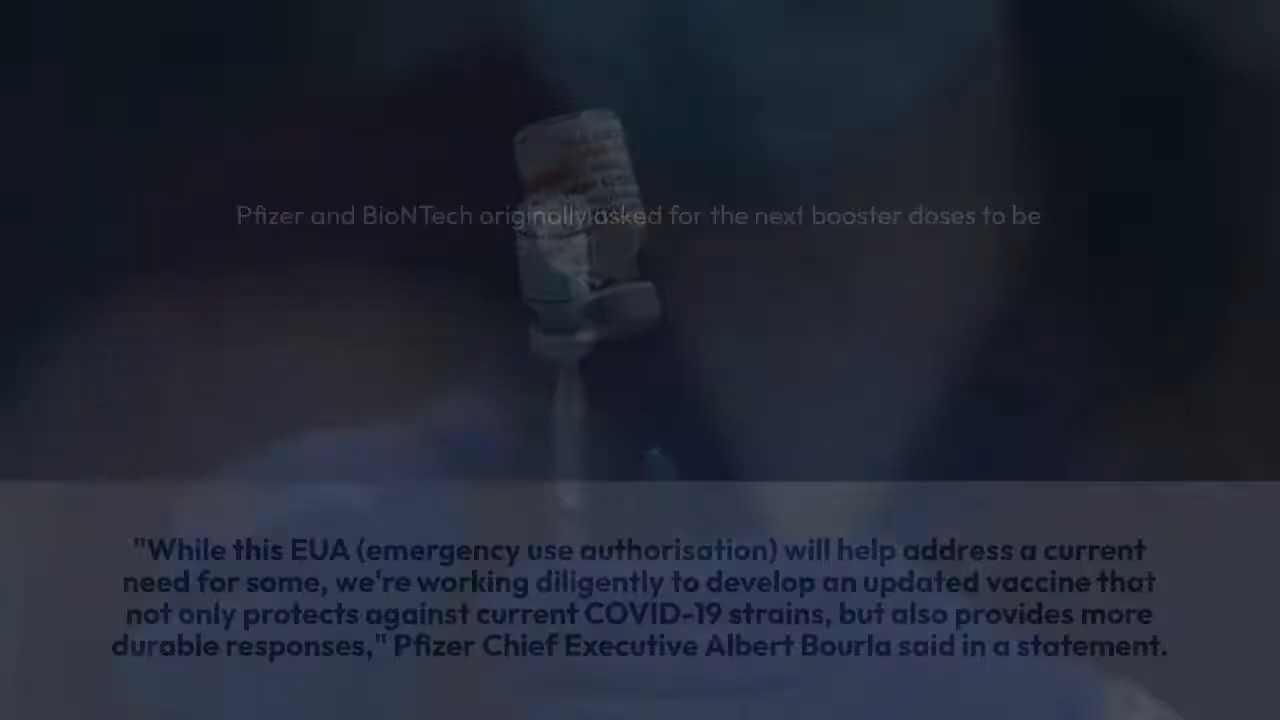 Pfizer and BioNTech originally asked for the next booster doses to be
"While this EUA (emergency use authorisation) will help address a current
need for some, we're working diligently to develop an updated vaccine that
not only protects against current COVID-19 strains, but also provides more
durable responses," Pfizer Chief Executive Albert Bourla said in a statement.